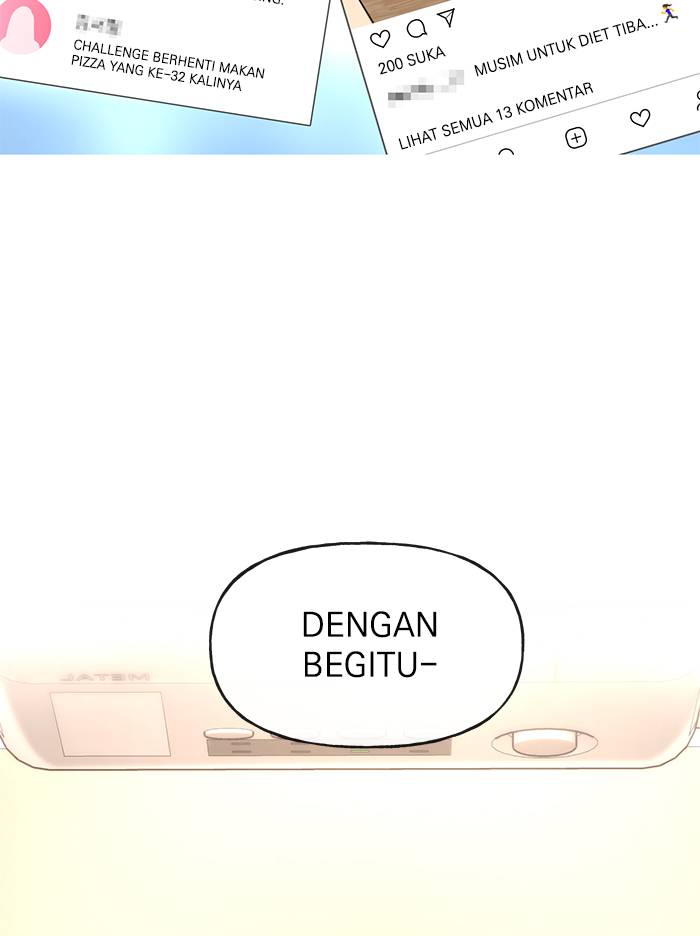 CHALLENGE BERHENTI MAKAN
PIZZA YANG KE-32 KALINYA
200 SUKA
MUSIM UNTUK DIET TIBA...
LIHAT SEMUA 13 KOMENTAR
DENGAN
BEGITU-
METAL